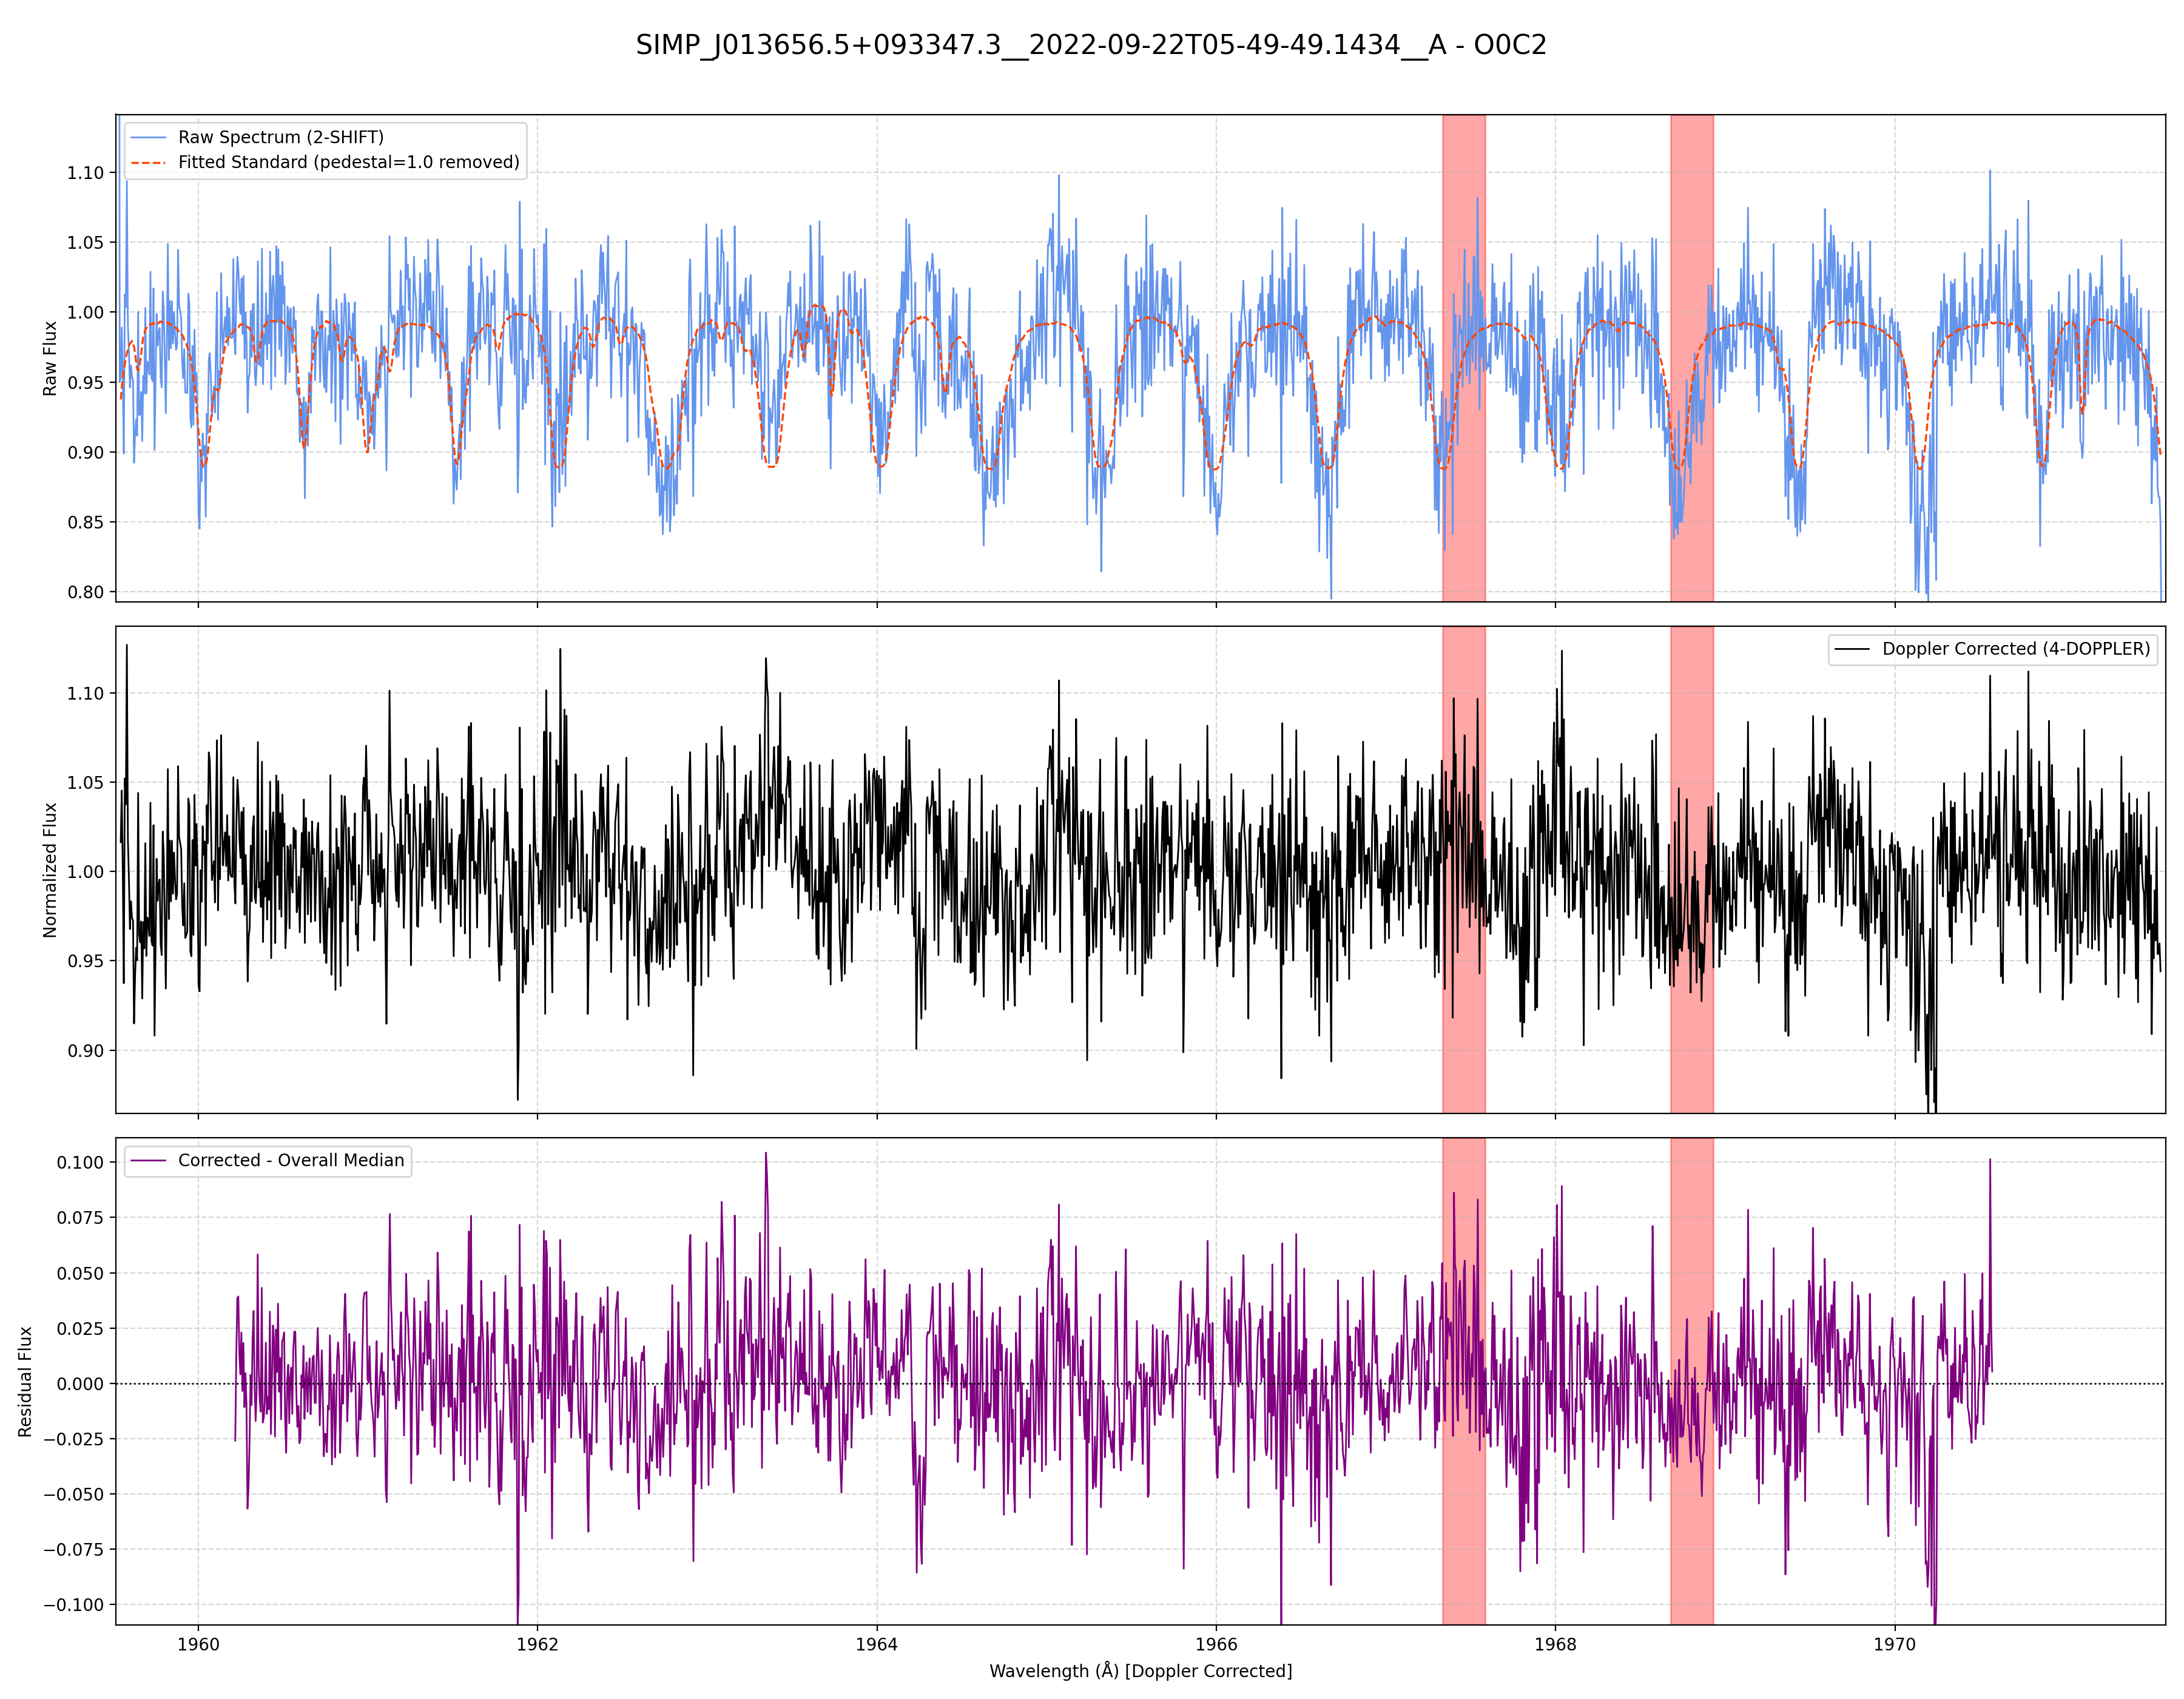 SIMP_J013656.5+093347.3__2022-09-22T05-49-49.1434__A - O0C2
Raw Spectrum (2-SHIFT)
Fitted Standard (pedestal=1.0 removed)
Raw Flux
1.10
1.05
1.00
0.95
0.90
0.85
0.80
Doppler Corrected (4-DOPPLER)
Normalized Flux
1.10
1.05
1.00
0.95
0.90
Corrected - Overall Median
Residual Flux
0.100
0.075
0.050
0.025
0.000
−0.025
−0.050
−0.075
−0.100
1960 1962 1964 1966 1968 1970
Wavelength (Å) [Doppler Corrected]